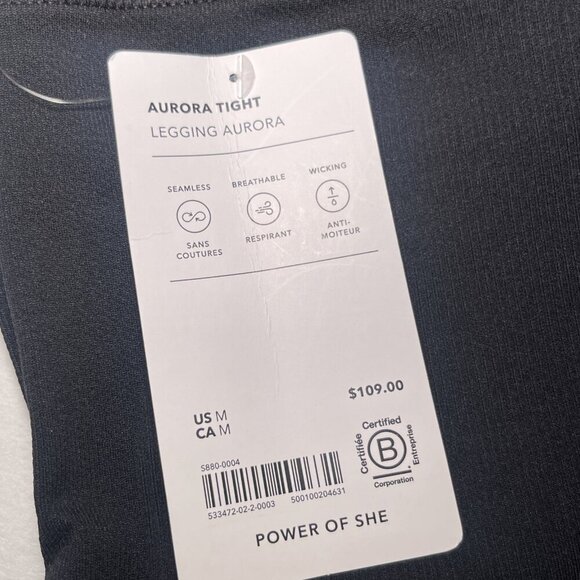 AURORA TIGHT
LEGGING AURORA
SEAMLESS
SANS
COUTURES
BREATHABLE
RESPIRANT
WICKING
ANTI-
MOITEUR
$109.00
US M
CA M
S880-0004
533472-02-2-0003 500100204631
Certified
Certifiée
B
Entreprise
Corporation
POWER OF SHE